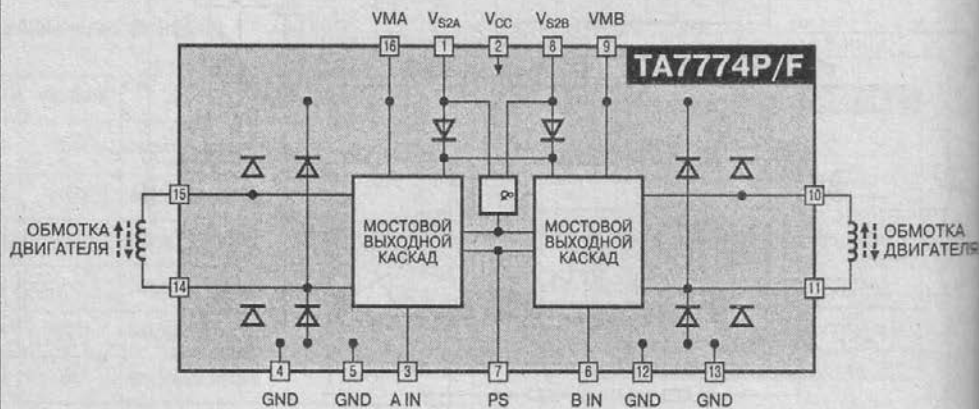 VMA VS2A VCC VS2B VMB
16 1 2 8 9
TA7774P/F
15 10
&
МОСТОВОЙ
ВЫХОДНОЙ
КАСКАД
МОСТОВОЙ
ВЫХОДНОЙ
КАСКАД
ОБМОТКА
ДВИГАТЕЛЯ
ОБМОТКА
ДВИГАТЕЛЯ
14 11
4 5 3 7 6 12 13
GND GND A IN PS B IN GND GND